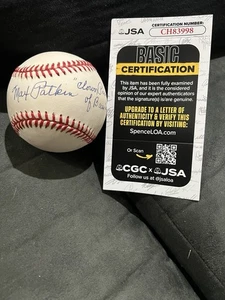 Max Patkin
"Clown
of B
JSA
CERTIFICATION NUMBER:
CH83998
BASIC
CERTIFICATION
This item has been fully examined
by JSA, and it is the considered
opinion of our expert authenticators
that the signature(s) is/are genuine.
UPGRADE TO A LETTER OF
AUTHENTICITY & VERIFY THIS
CERTIFICATION BY VISITING:
SpenceLOA.com
Or Scan
CGC x JSA
Follow us @jsaloa